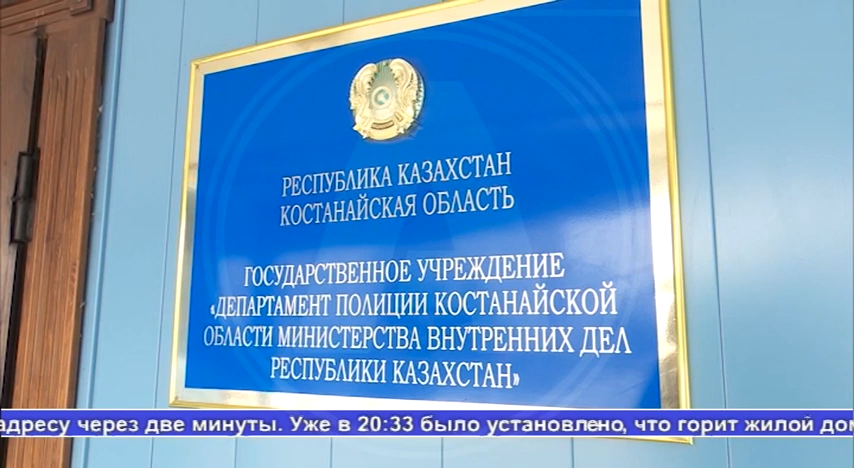 РЕСПУБЛИКА КАЗАХСТАН
КОСТАНАЙСКАЯ ОБЛАСТЬ
ГОСУДАРСТВЕННОЕ УЧРЕЖДЕНИЕ
«ДЕПАРТАМЕНТ ПОЛИЦИИ КОСТАНАЙСКОЙ
ОБЛАСТИ МИНИСТЕРСТВА ВНУТРЕННИХ ДЕЛ
РЕСПУБЛИКИ КАЗАХСТАН»
адресу через две минуты. Уже в 20:33 было установлено, что горит жилой дом